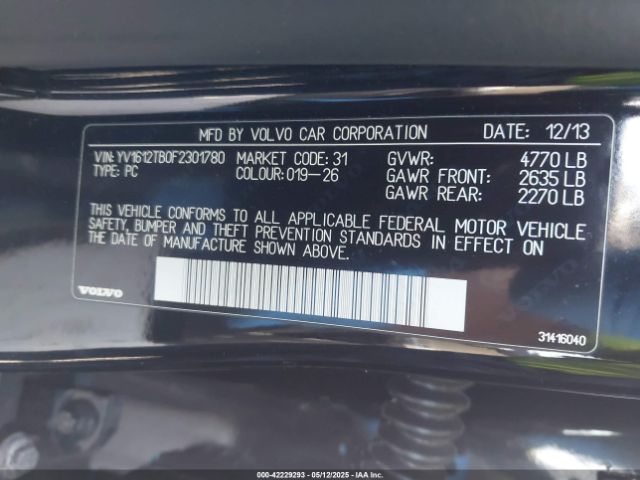 MFD BY VOLVO CAR CORPORATION DATE: 12/13
VIN: YV1612TB0F2301780 MARKET CODE: 31 GVWR: 4770 LB
TYPE: PC COLOUR: 019-26 GAWR FRONT: 2635 LB
GAWR REAR: 2270 LB
THIS VEHICLE CONFORMS TO ALL APPLICABLE FEDERAL MOTOR VEHICLE
SAFETY, BUMPER AND THEFT PREVENTION STANDARDS IN EFFECT ON
THE DATE OF MANUFACTURE SHOWN ABOVE.
VOLVO
31416040
000-42229293 - 05/12/2025 - IAA Inc.